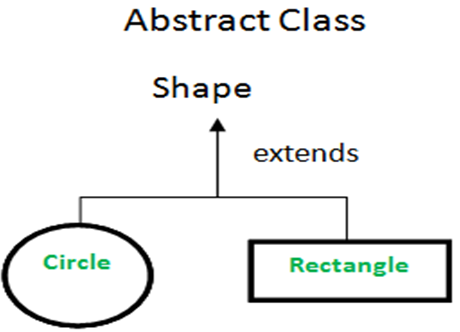 Abstract Class
Shape
extends
Circle
Rectangle